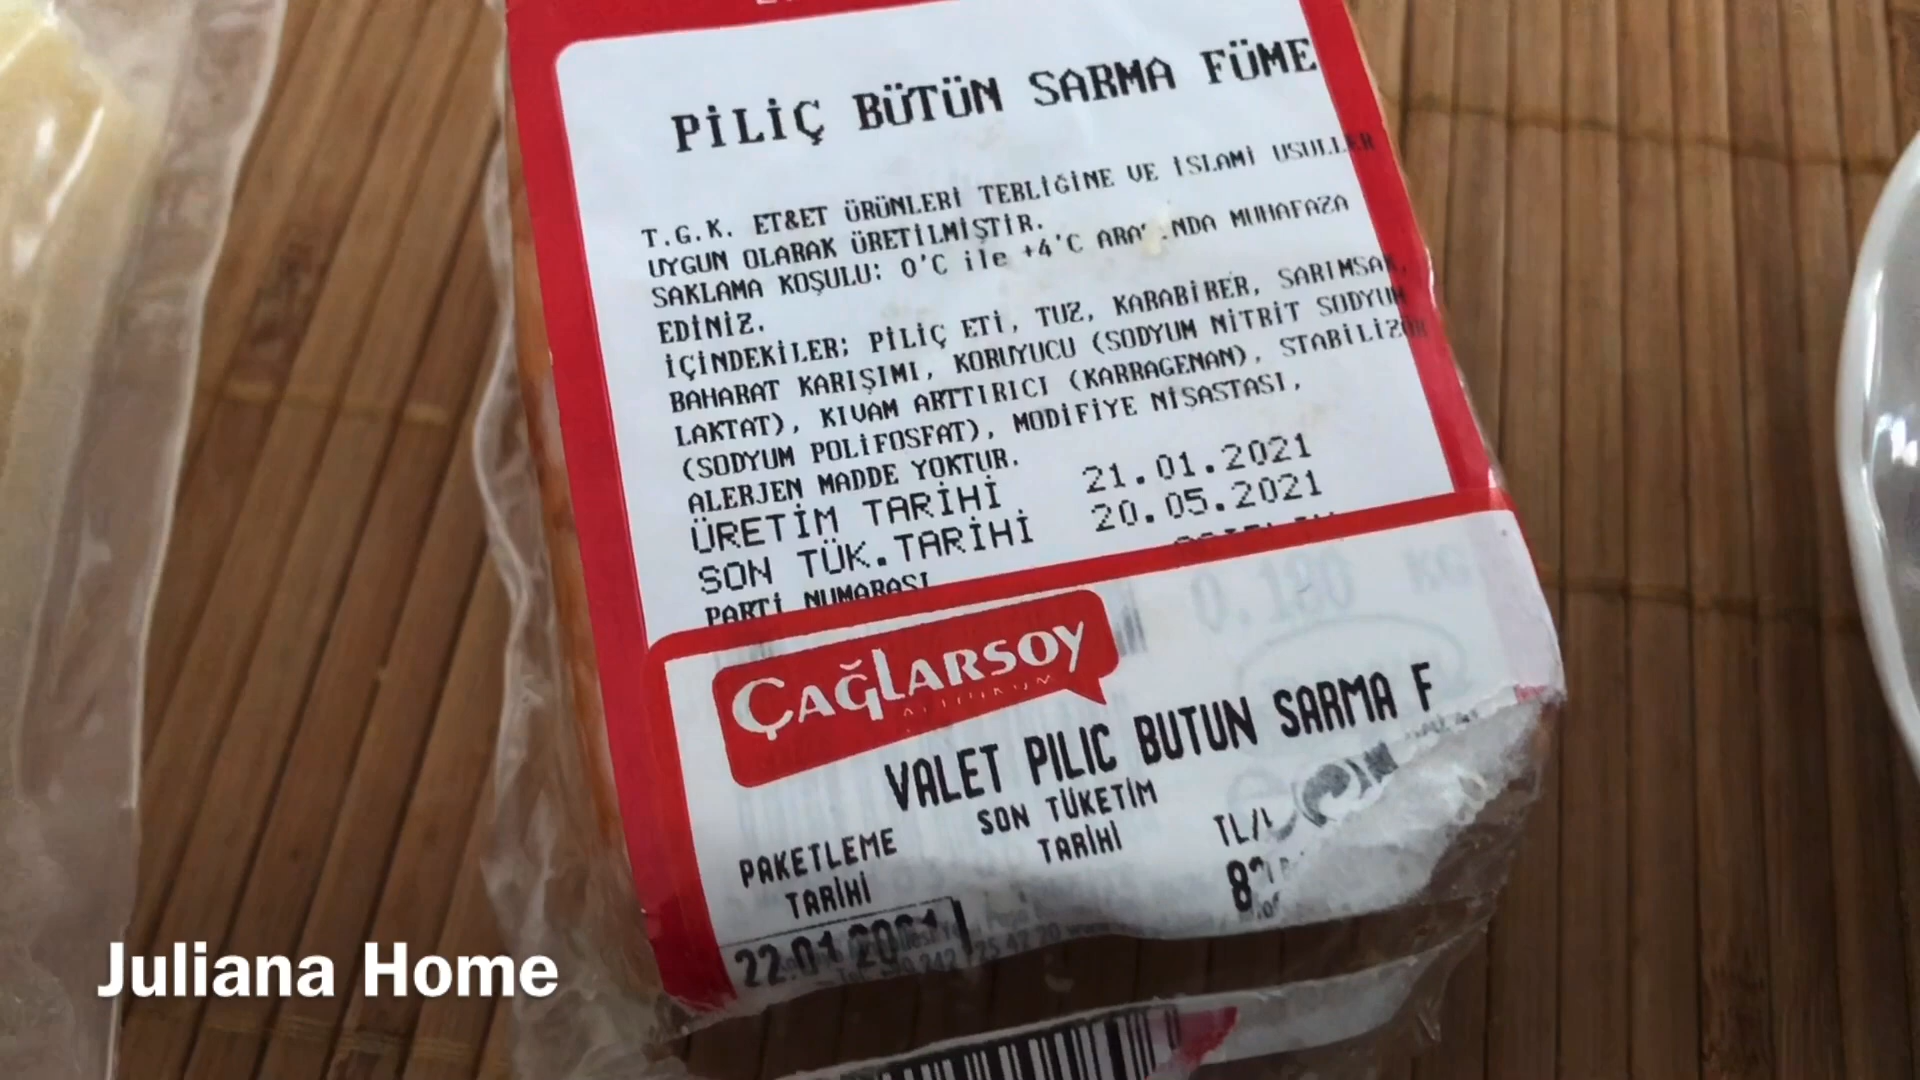 PİLİÇ BÜTÜN SARMA FÜME
T.G.K. ET&ET ÜRÜNLERİ TEBLİĞİNE VE İSLAMİ USULLER
UYGUN OLARAK ÜRETİLMİŞTİR.
SAKLAMA KOŞULU: 0'C ile +4'C MUHAFAZA
EDİNİZ.
İÇİNDEKİLER: PİLİÇ ETİ, TUZ, KARABİBER, SARIMSAK,
BAHARAT KARIŞIMI, KORUYUCU (SODYUM NİTRİT SODYUM
LAKTAT), KIVAM ARTTIRICI (KARRAGENAN), STABİLİZÖR
(SODYUM POLİFOSFAT), MODİFİYE NİŞASTASI,
ALERJEN MADDE YOKTUR.
ÜRETİM TARİHİ 21.01.2021
SON TÜK.TARİHİ 20.05.2021
PARTİ NUMARASI
0.180
ÇAĞLARSOY
VALET PILIC BUTUN SARMA F
PAKETLEME TARİHİ
SON TÜKETİM TARİHİ
22.01.2021
Juliana Home